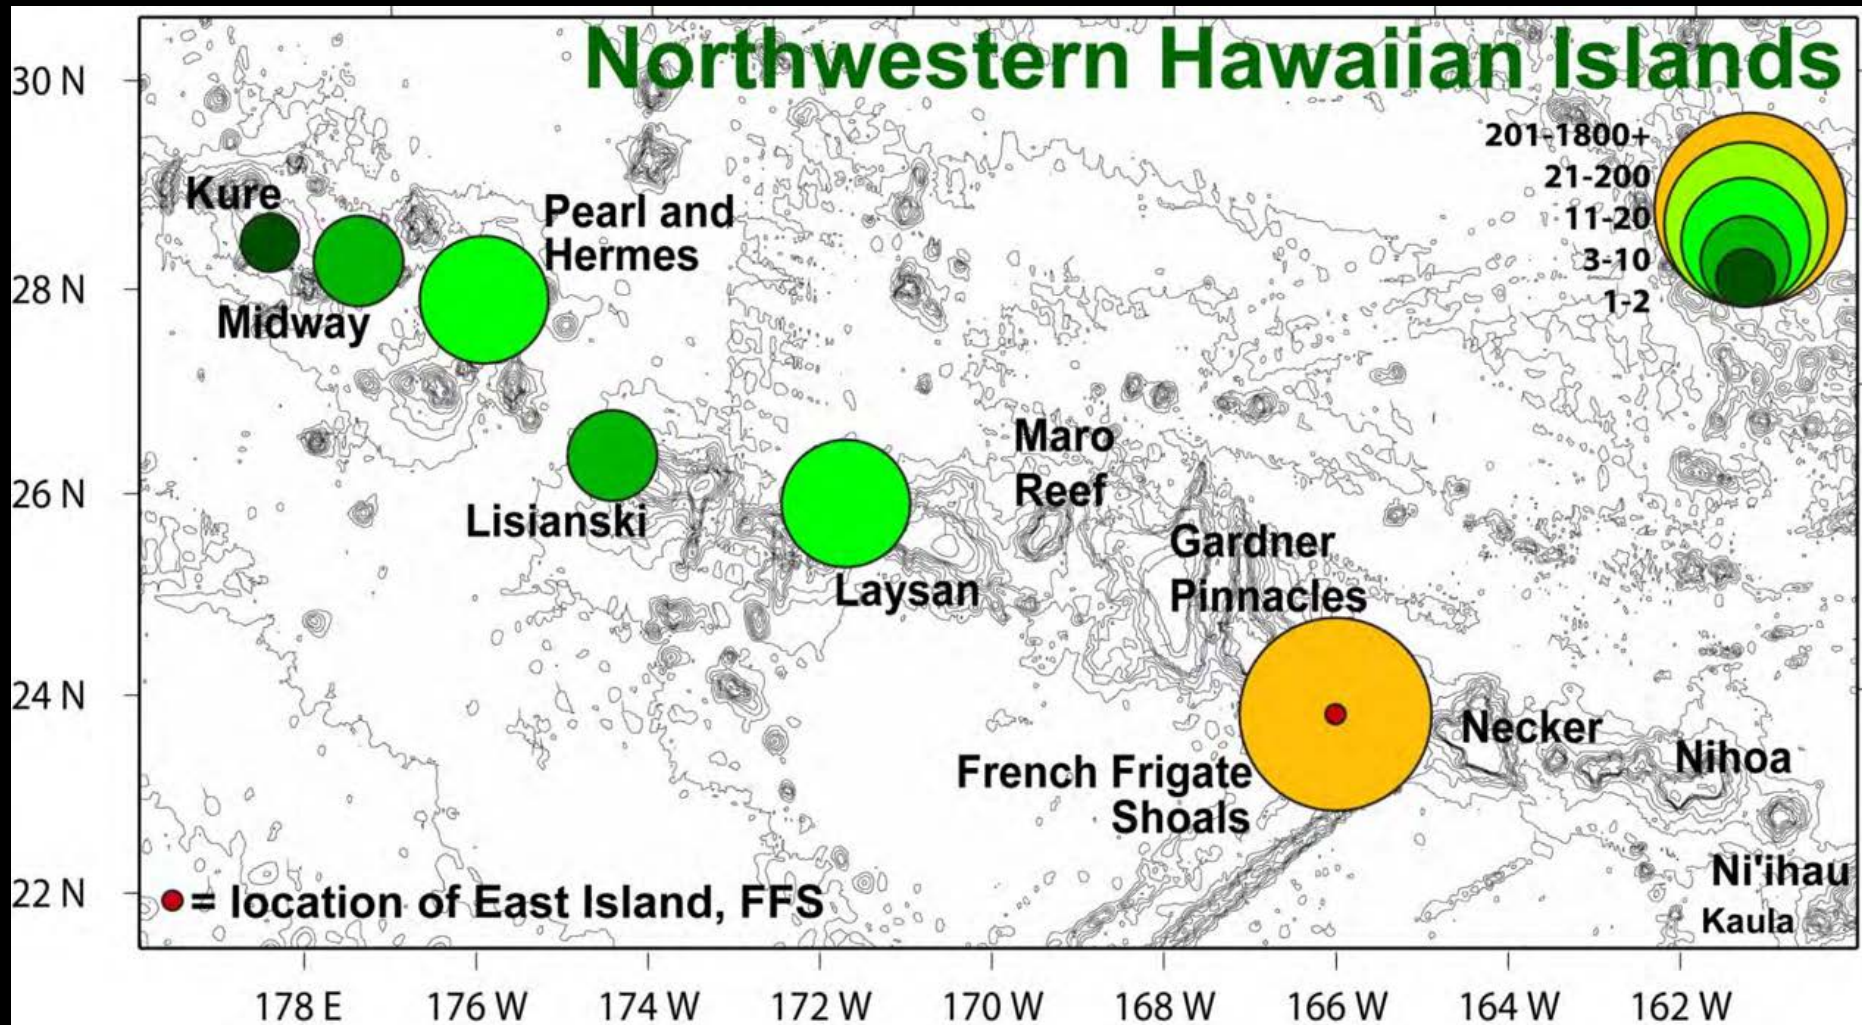 Northwestern Hawaiian Islands
30 N
28 N
26 N
24 N
22 N
201-1800+
21-200
11-20
3-10
1-2
Kure
Midway
Pearl and
Hermes
Lisianski
Laysan
Maro
Reef
Gardner
Pinnacles
French Frigate
Shoals
Necker
Nihoa
Ni'ihau
Kaula
= location of East Island, FFS
178 E
176 W
174 W
172 W
170 W
168 W
166 W
164 W
162 W